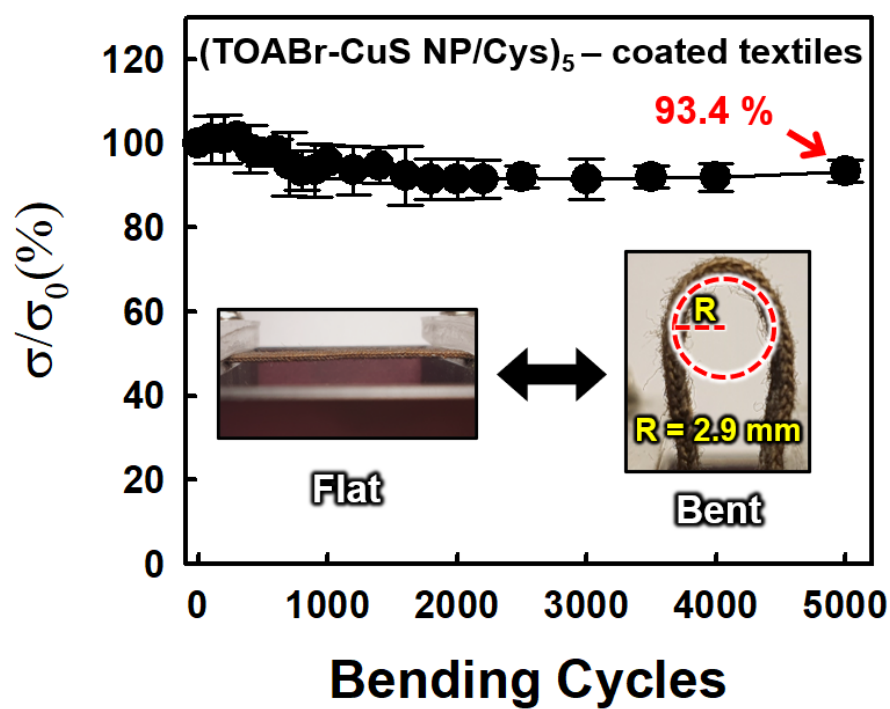 (TOABr-CuS NP/Cys)₅ – coated textiles
93.4 %
120
100
80
60
40
20
0
σ/σ₀(%)
R
R = 2.9 mm
Flat
Bent
0 1000 2000 3000 4000 5000
Bending Cycles